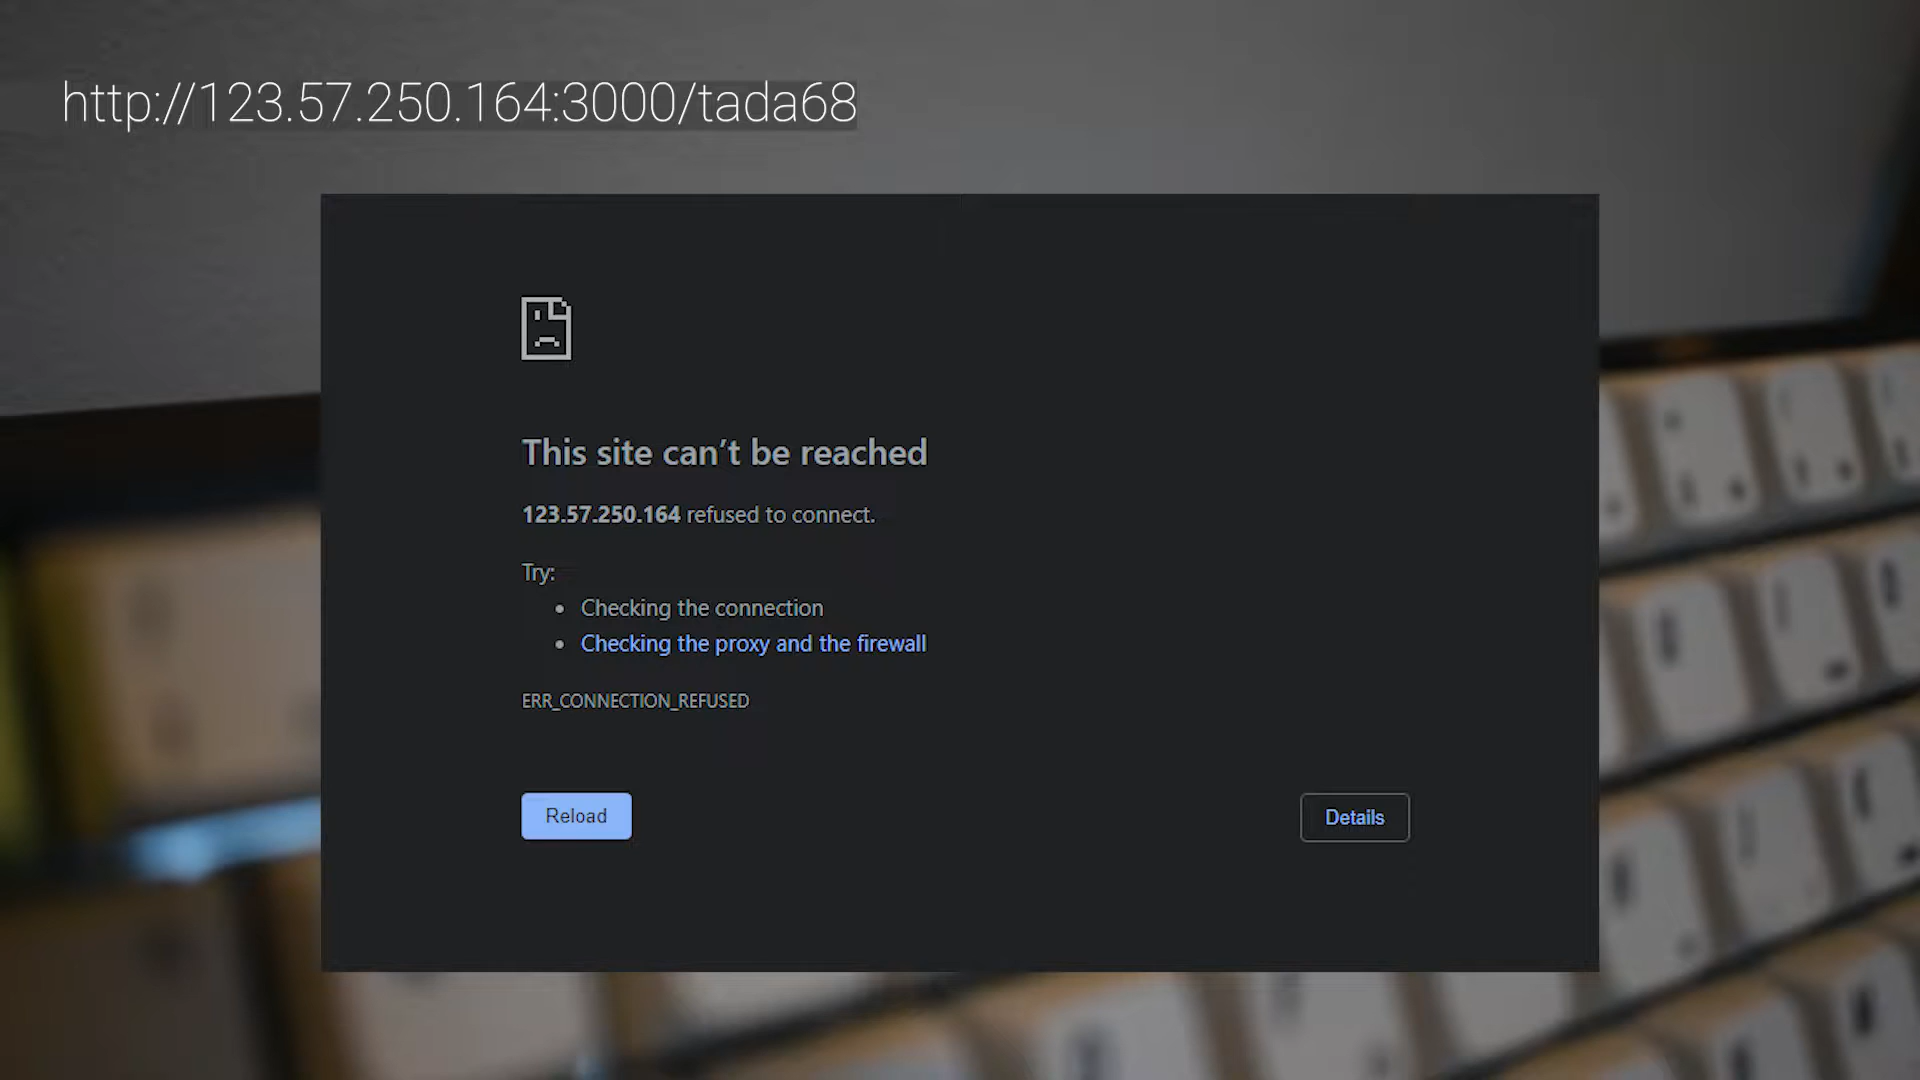 http://123.57.250.164:3000/tada68
This site can't be reached
123.57.250.164 refused to connect.
Try:
• Checking the connection
• Checking the proxy and the firewall
ERR_CONNECTION_REFUSED
Reload
Details